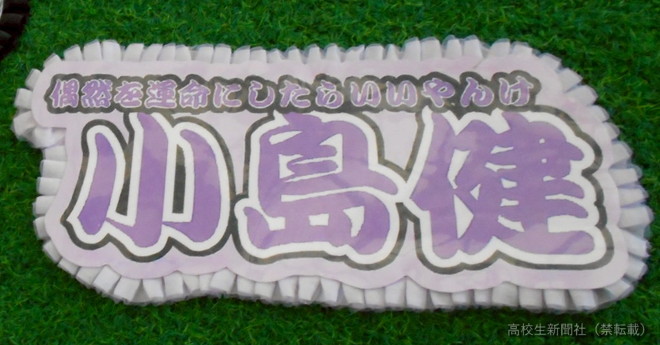 偶然を運命にしたらいいやんけ
小島健
高校生新聞社（禁転載）